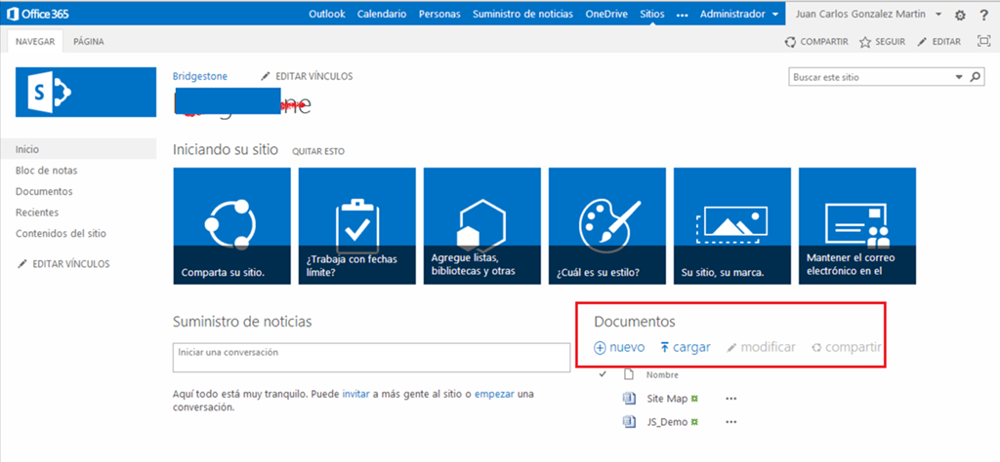 Office 365
Outlook Calendario Personas Suministro de noticias OneDrive Sitios ••• Administrador Juan Carlos Gonzalez Martin ?
NAVEGAR PÁGINA COMPARTIR SEGUIR EDITAR
S
Bridgestone EDITAR VÍNCULOS
Buscar este sitio
Iniciando su sitio QUITAR ESTO
Inicio
Bloc de notas
Documentos
Recientes
Contenidos del sitio
EDITAR VÍNCULOS
Comparta su sitio.
¿Trabaja con fechas
límite?
Agregue listas,
bibliotecas y otras
¿Cuál es su estilo?
Su sitio, su marca.
Mantener el correo
electrónico en el
Suministro de noticias
Iniciar una conversación
Aquí todo está muy tranquilo. Puede invitar a más gente al sitio o empezar una
conversación.
Documentos
nuevo cargar modificar compartir
Nombre
Site Map •••
JS_Demo •••